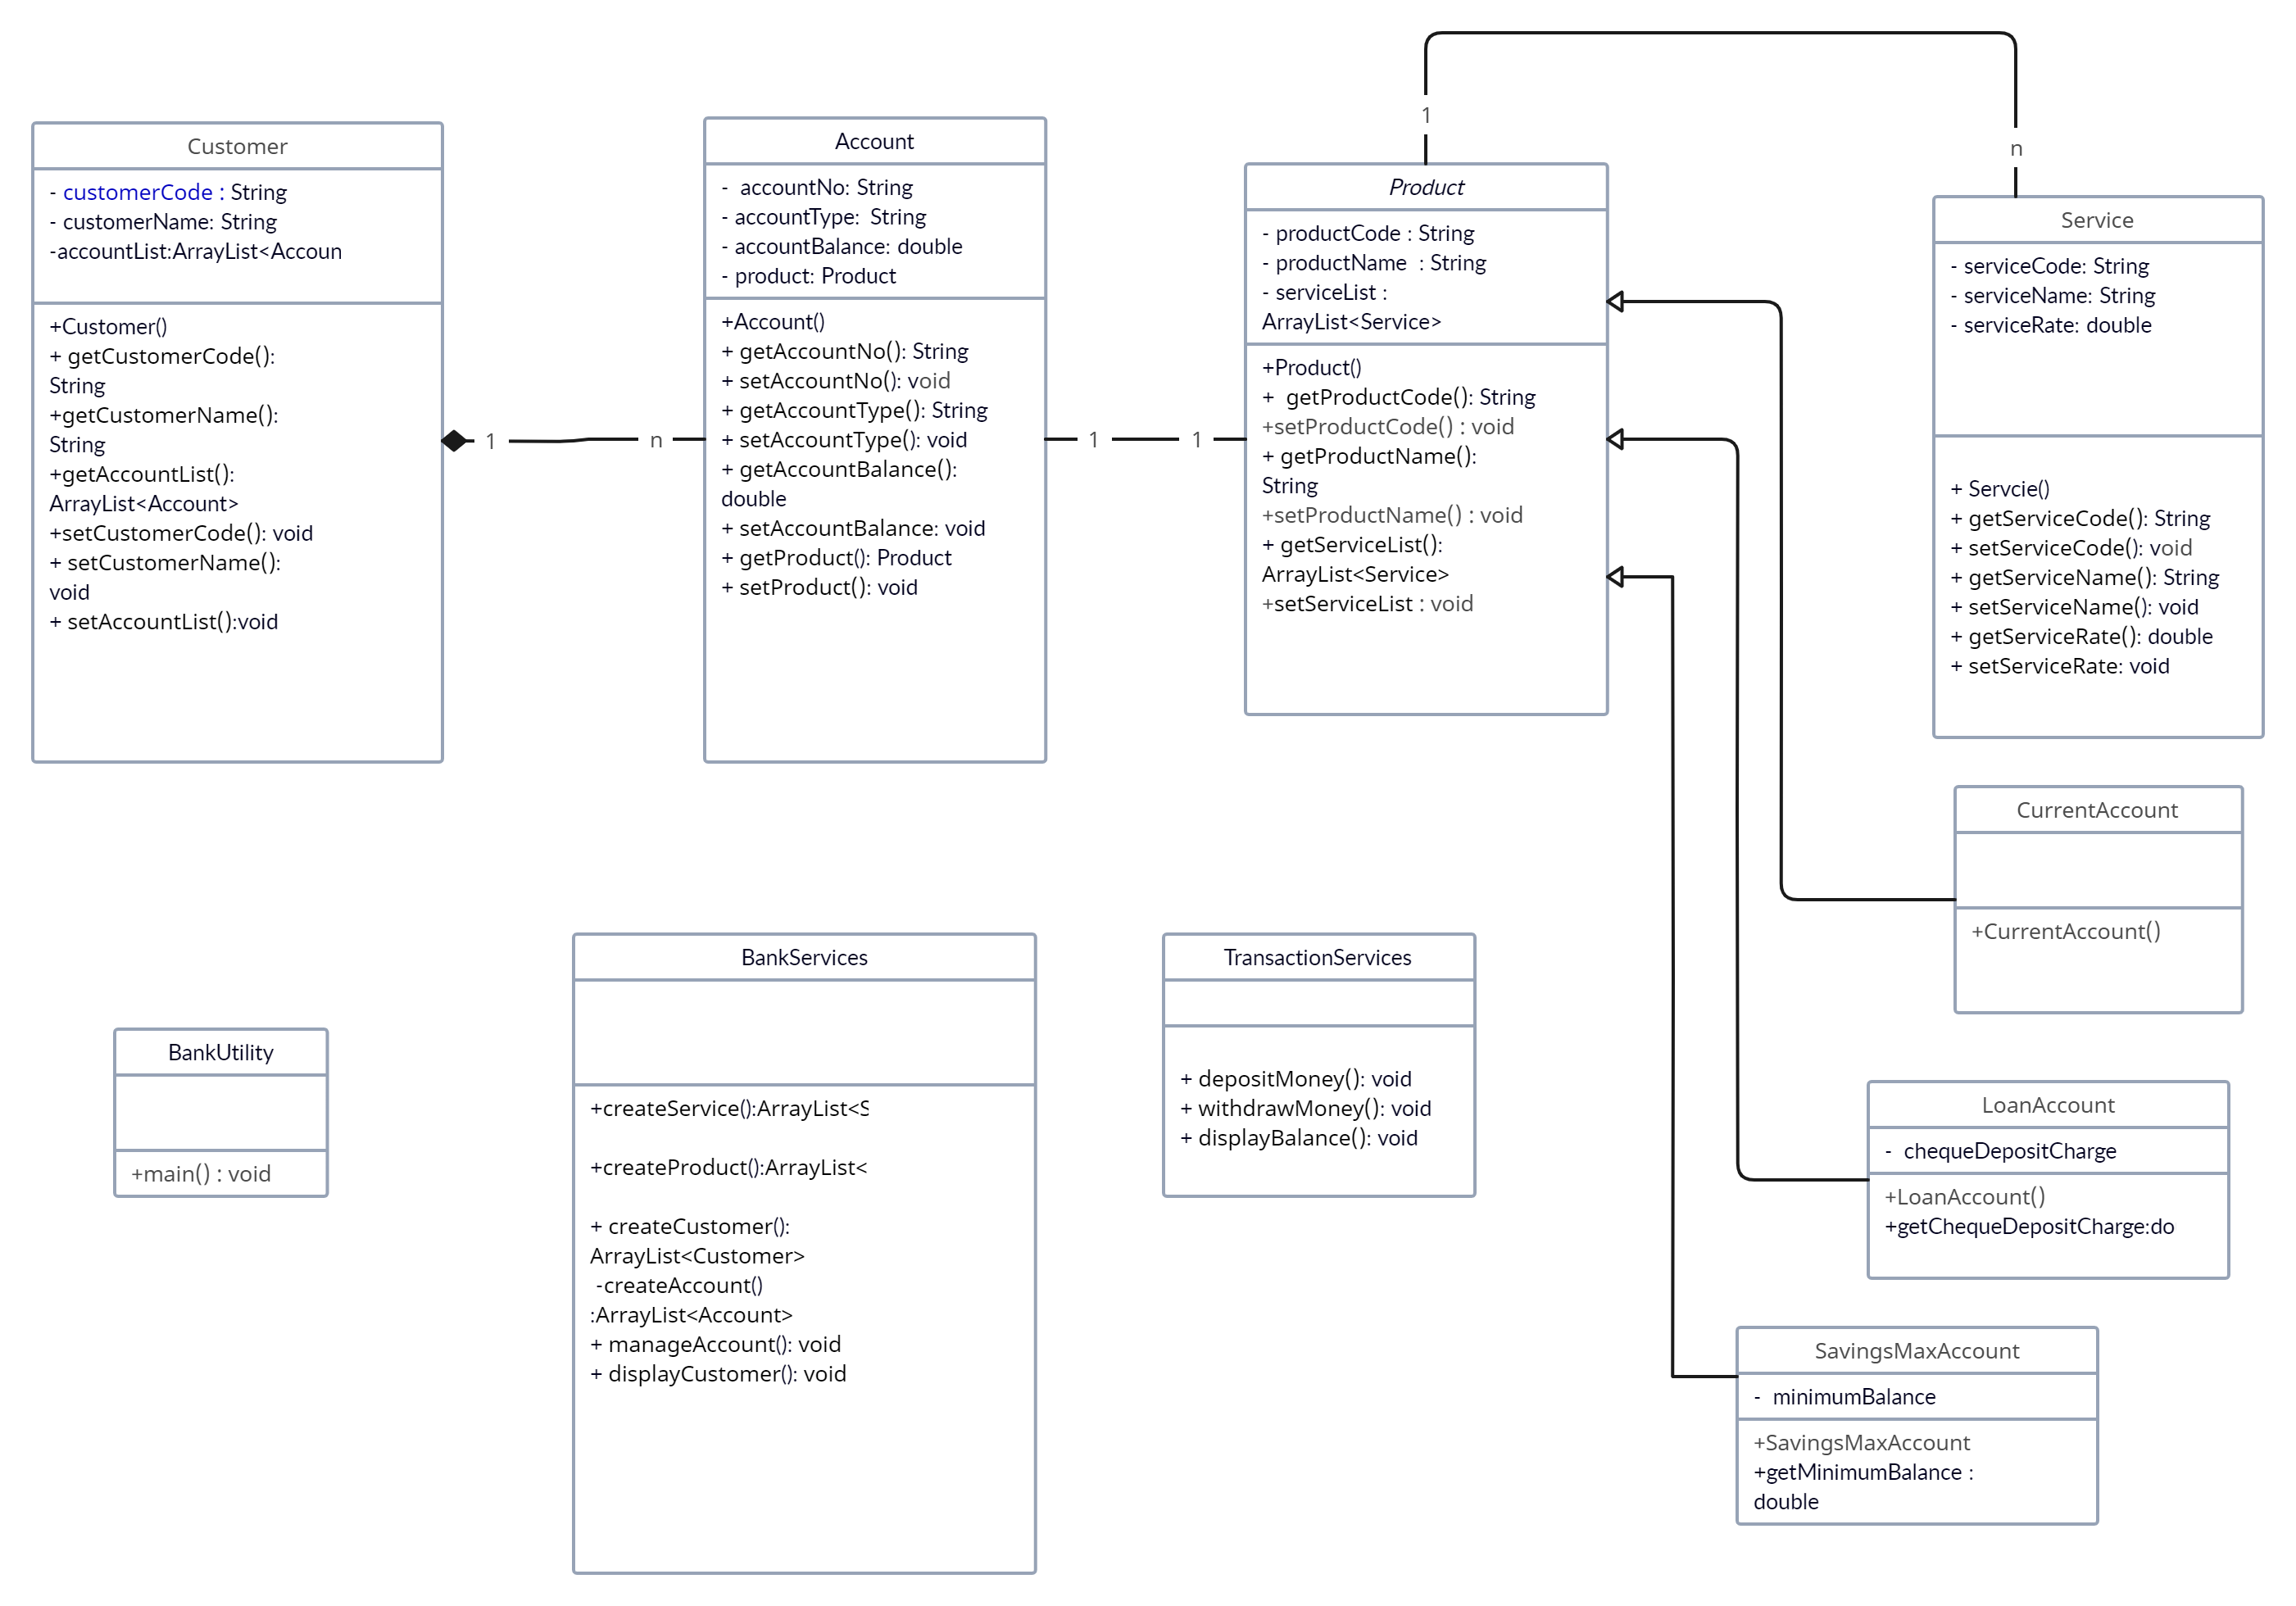 Customer
- customerCode : String
- customerName: String
-accountList:ArrayList<Accoun
+Customer()
+ getCustomerCode():
String
+getCustomerName():
String
+getAccountList():
ArrayList<Account>
+setCustomerCode(): void
+ setCustomerName():
void
+ setAccountList():void
1
n
Account
- accountNo: String
- accountType: String
- accountBalance: double
- product: Product
+Account()
+ getAccountNo(): String
+ setAccountNo(): void
+ getAccountType(): String
+ setAccountType(): void
+ getAccountBalance():
double
+ setAccountBalance: void
+ getProduct(): Product
+ setProduct(): void
1
1
1
Product
- productCode : String
- productName : String
- serviceList :
ArrayList<Service>
+Product()
+ getProductCode(): String
+setProductCode() : void
+ getProductName():
String
+setProductName() : void
+ getServiceList():
ArrayList<Service>
+setServiceList : void
n
Service
- serviceCode: String
- serviceName: String
- serviceRate: double
+ Servcie()
+ getServiceCode(): String
+ setServiceCode(): void
+ getServiceName(): String
+ setServiceName(): void
+ getServiceRate(): double
+ setServiceRate: void
BankUtility
+main() : void
BankServices
+createService():ArrayList<S
+createProduct():ArrayList<
+ createCustomer():
ArrayList<Customer>
-createAccount()
:ArrayList<Account>
+ manageAccount(): void
+ displayCustomer(): void
TransactionServices
+ depositMoney(): void
+ withdrawMoney(): void
+ displayBalance(): void
CurrentAccount
+CurrentAccount()
LoanAccount
- chequeDepositCharge
+LoanAccount()
+getChequeDepositCharge:do
SavingsMaxAccount
- minimumBalance
+SavingsMaxAccount
+getMinimumBalance :
double